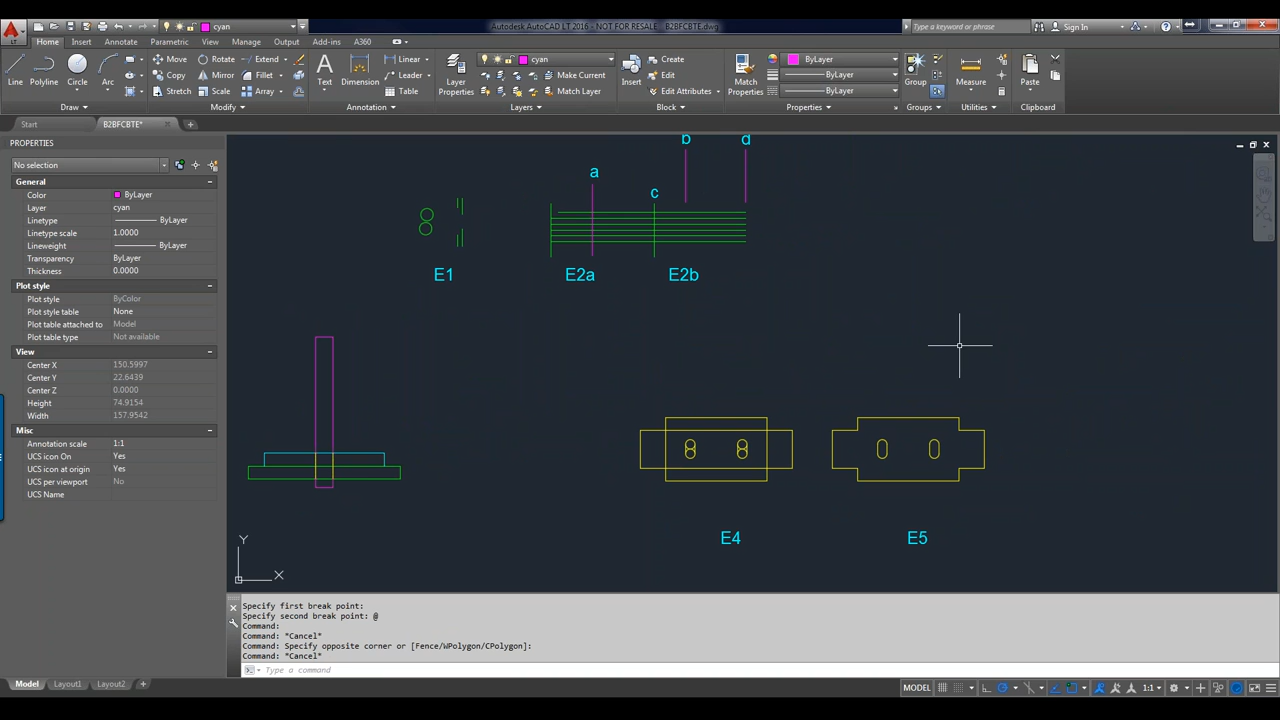 cyan
Autodesk AutoCAD LT 2016 - NOT FOR RESALE B2BFCBTE.dwg
Type a keyword or phrase
Sign In
LT
Home Insert Annotate Parametric View Manage Output Add-ins A360
Line Polyline Circle Arc
Move Rotate Extend
Copy Mirror Fillet
Stretch Scale Array
Text Dimension
Linear
Leader
Table
Layer Properties
cyan
Make Current
Match Layer
Insert
Create
Edit
Edit Attributes
Match Properties
ByLayer
ByLayer
ByLayer
Group
Measure
Paste
Draw Modify Annotation Layers Block Properties Groups Utilities Clipboard
Start B2BFCBTE*
PROPERTIES
No selection
General
Color ByLayer
Layer cyan
Linetype ByLayer
Linetype scale 1.0000
Lineweight ByLayer
Transparency ByLayer
Thickness 0.0000
Plot style
Plot style ByColor
Plot style table None
Plot table attached to Model
Plot table type Not available
View
Center X 150.5997
Center Y 22.6439
Center Z 0.0000
Height 74.9154
Width 157.9542
Misc
Annotation scale 1:1
UCS icon On Yes
UCS icon at origin Yes
UCS per viewport No
UCS Name
b d
a
c
E1 E2a E2b
E4 E5
Y
X
Specify first break point:
Specify second break point: @
Command:
Command: *Cancel*
Command: Specify opposite corner or [Fence/WPolygon/CPolygon]:
Command: *Cancel*
Type a command
Model Layout1 Layout2
MODEL 1:1